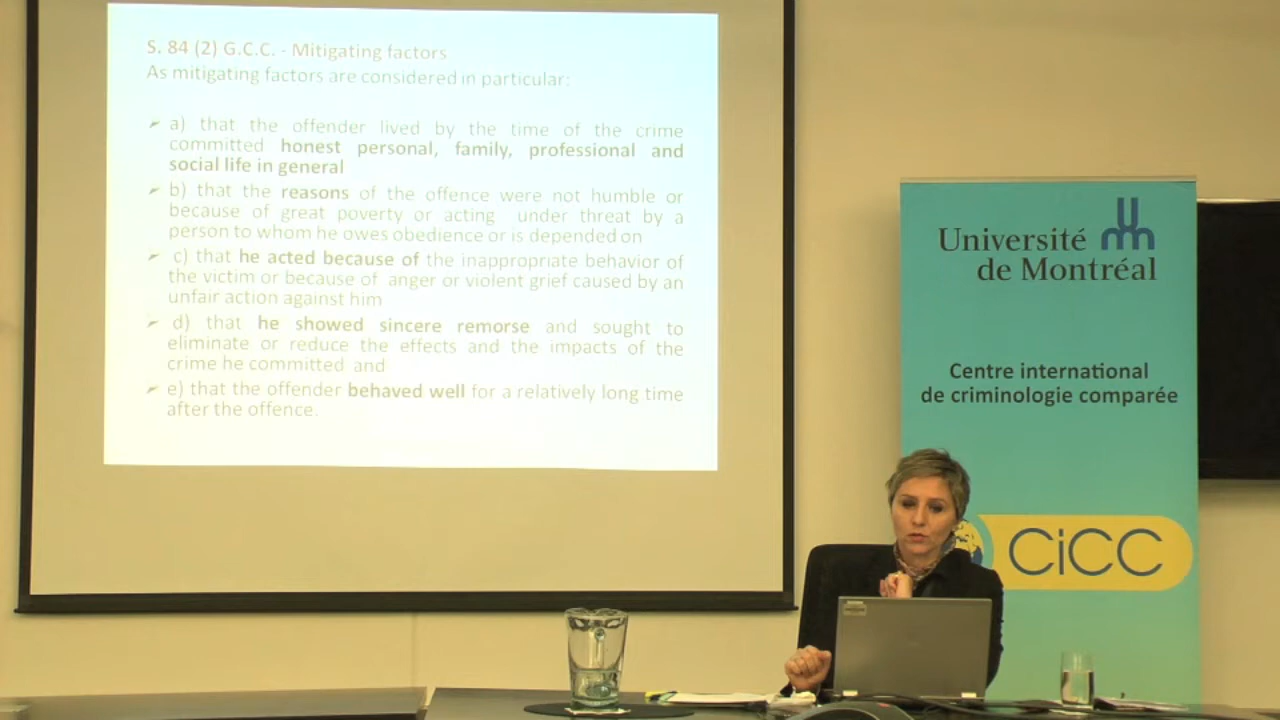 S. 84 (2) G.C.C. - Mitigating factors
As mitigating factors are considered in particular:
a) that the offender lived by the time of the crime
committed honest personal, family, professional and
social life in general
b) that the reasons of the offence were not humble or
because of great poverty or acting under threat by a
person to whom he owes obedience or is depended on
c) that he acted because of the inappropriate behavior of
the victim or because of anger or violent grief caused by an
unfair action against him
d) that he showed sincere remorse and sought to
eliminate or reduce the effects and the impacts of the
crime he committed and
e) that the offender behaved well for a relatively long time
after the offence.
Université
de Montréal
Centre international
de criminologie comparée
CiCC